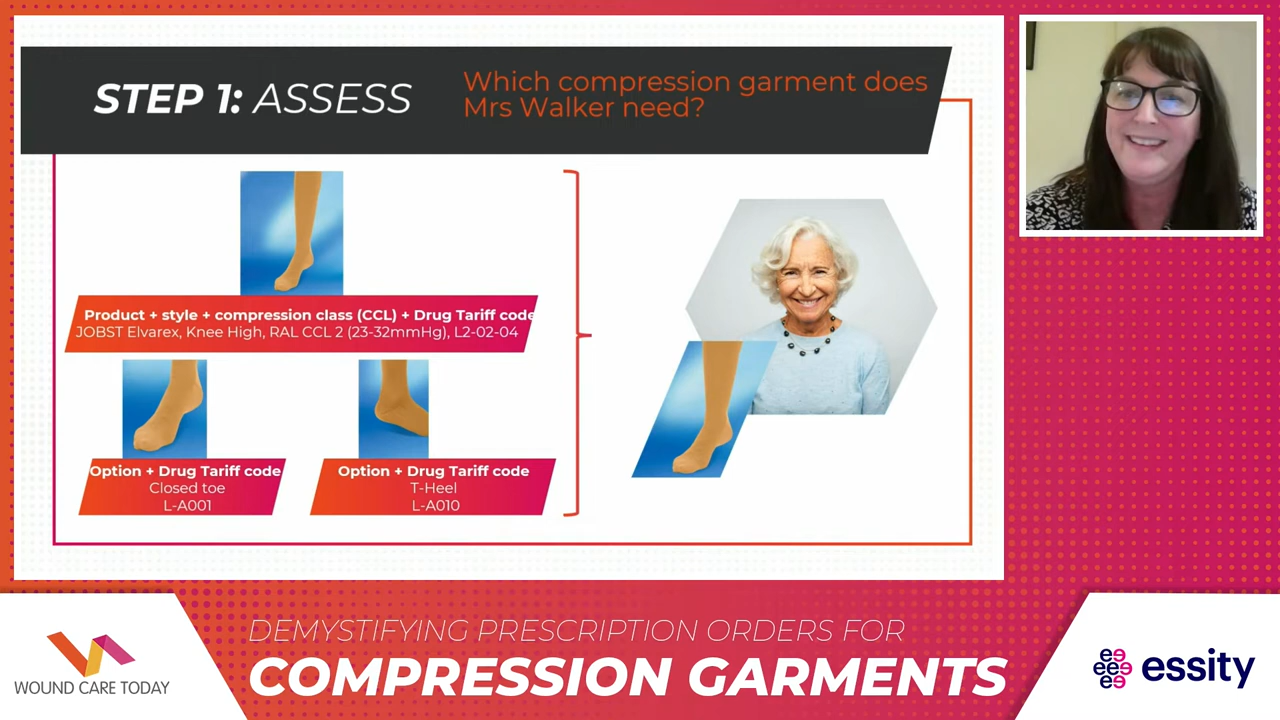 STEP 1: ASSESS
Which compression garment does
Mrs Walker need?
Product + style + compression class (CCL) + Drug Tariff code
JOBST Elvarex, Knee High, RAL CCL 2 (23-32mmHg), L2-02-04
Option + Drug Tariff code
Closed toe
L-A001
Option + Drug Tariff code
T-Heel
L-A010
WOUND CARE TODAY
DEMYSTIFYING PRESCRIPTION ORDERS FOR
COMPRESSION GARMENTS
essity